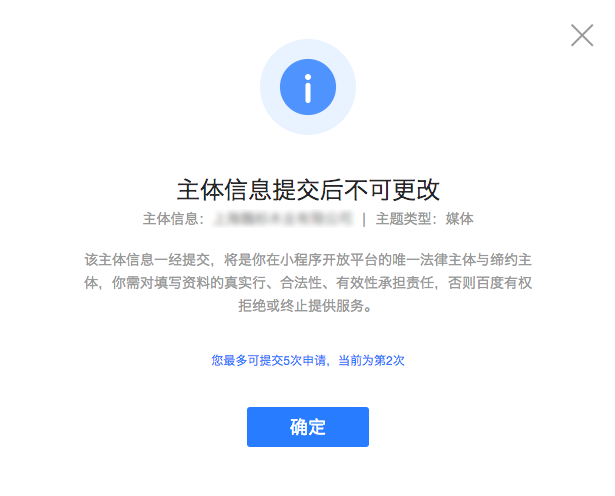 主体信息提交后不可更改
主体信息： | 主题类型：媒体
该主体信息一经提交，将是你在小程序开放平台的唯一法律主体与缔约主
体，你需对填写资料的真实行、合法性、有效性承担责任，否则百度有权
拒绝或终止提供服务。
您最多可提交5次申请，当前为第2次
确定